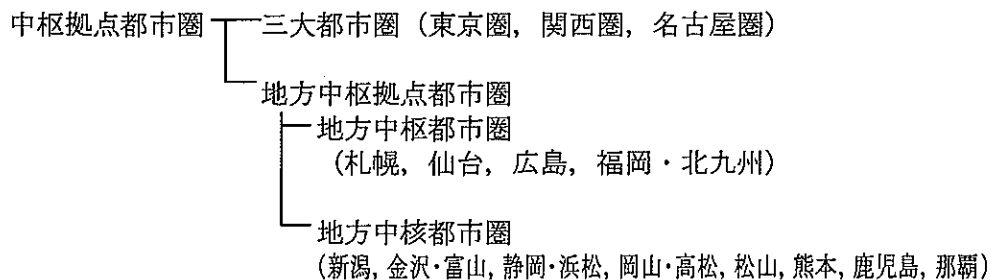 中枢拠点都市圏 三大都市圏（東京圏，関西圏，名古屋圏）
地方中枢拠点都市圏
地方中枢都市圏
（札幌，仙台，広島，福岡・北九州）
地方中核都市圏
（新潟，金沢・富山，静岡・浜松，岡山・高松，松山，熊本，鹿児島，那覇）